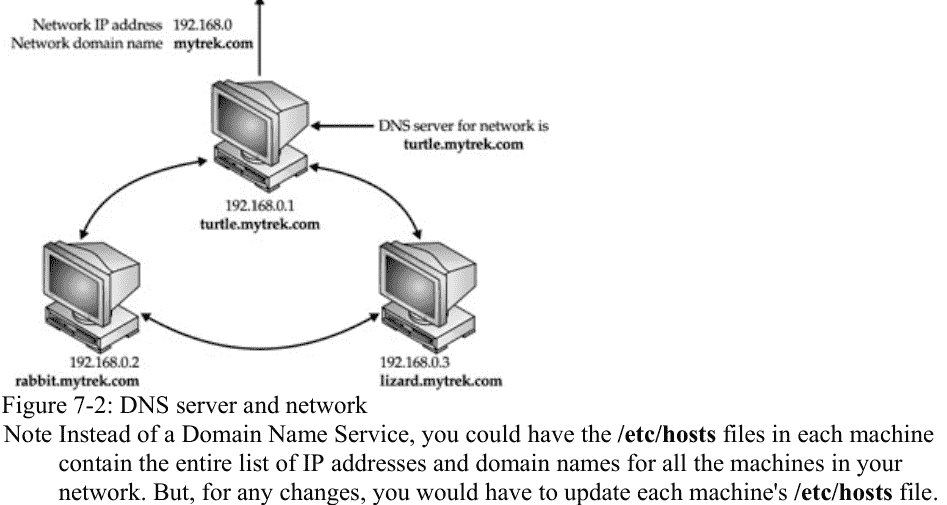 Network IP address 192.168.0
Network domain name mytrek.com
DNS server for network is
turtle.mytrek.com
192.168.0.1
turtle.mytrek.com
192.168.0.2
rabbit.mytrek.com
192.168.0.3
lizard.mytrek.com
Figure 7-2: DNS server and network
Note Instead of a Domain Name Service, you could have the /etc/hosts files in each machine
contain the entire list of IP addresses and domain names for all the machines in your
network. But, for any changes, you would have to update each machine's /etc/hosts file.